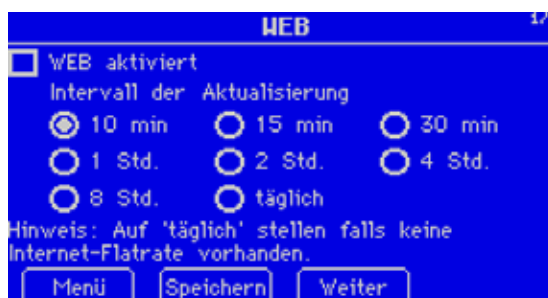 WEB
WEB aktiviert
Intervall der Aktualisierung
10 min 15 min 30 min
1 Std. 2 Std. 4 Std.
8 Std. täglich
Hinweis: Auf 'täglich' stellen falls keine
Internet-Flatrate vorhanden.
Menü Speichern Weiter